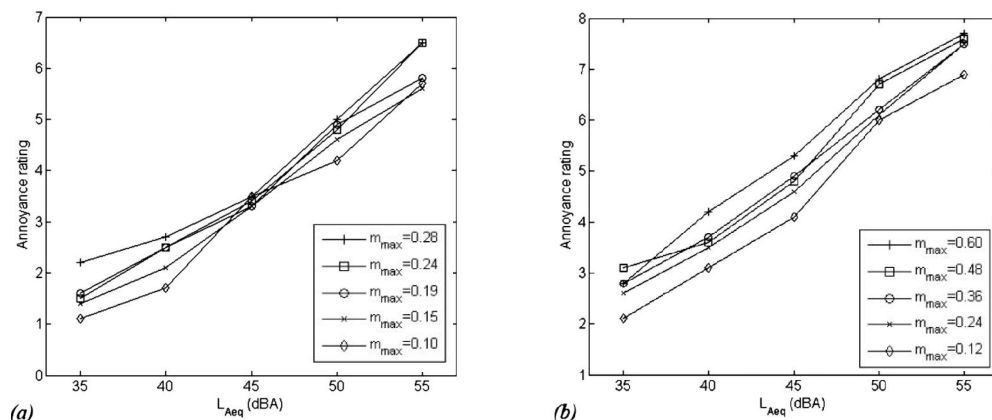 7
6
5
4
3
2
1
0
Annoyance rating
35 40 45 50 55
L_Aeq (dBA)
m_max=0.28
m_max=0.24
m_max=0.19
m_max=0.15
m_max=0.10
(a)
8
7
6
5
4
3
2
1
Annoyance rating
35 40 45 50 55
L_Aeq (dBA)
m_max=0.60
m_max=0.48
m_max=0.36
m_max=0.24
m_max=0.12
(b)